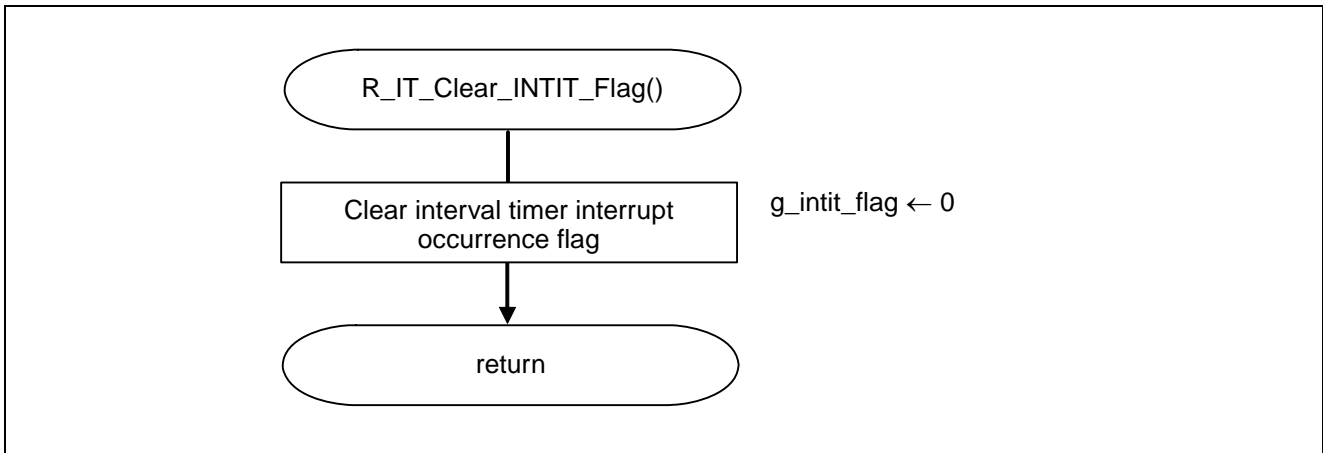 R_IT_Clear_INTIT_Flag()
Clear interval timer interrupt
occurrence flag
g_intit_flag ← 0
return